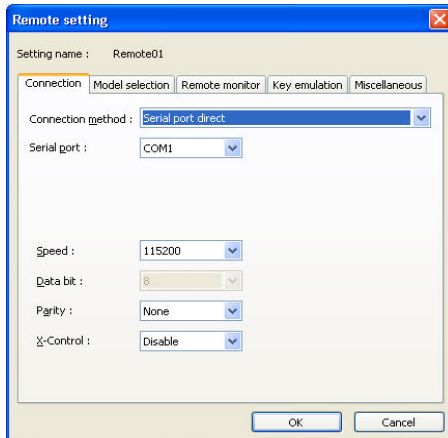 Remote setting
Setting name : Remote01
Connection Model selection Remote monitor Key emulation Miscellaneous
Connection method : Serial port direct
Serial port : COM1
Speed : 115200
Data bit : 8
Parity : None
X-Control : Disable
OK Cancel